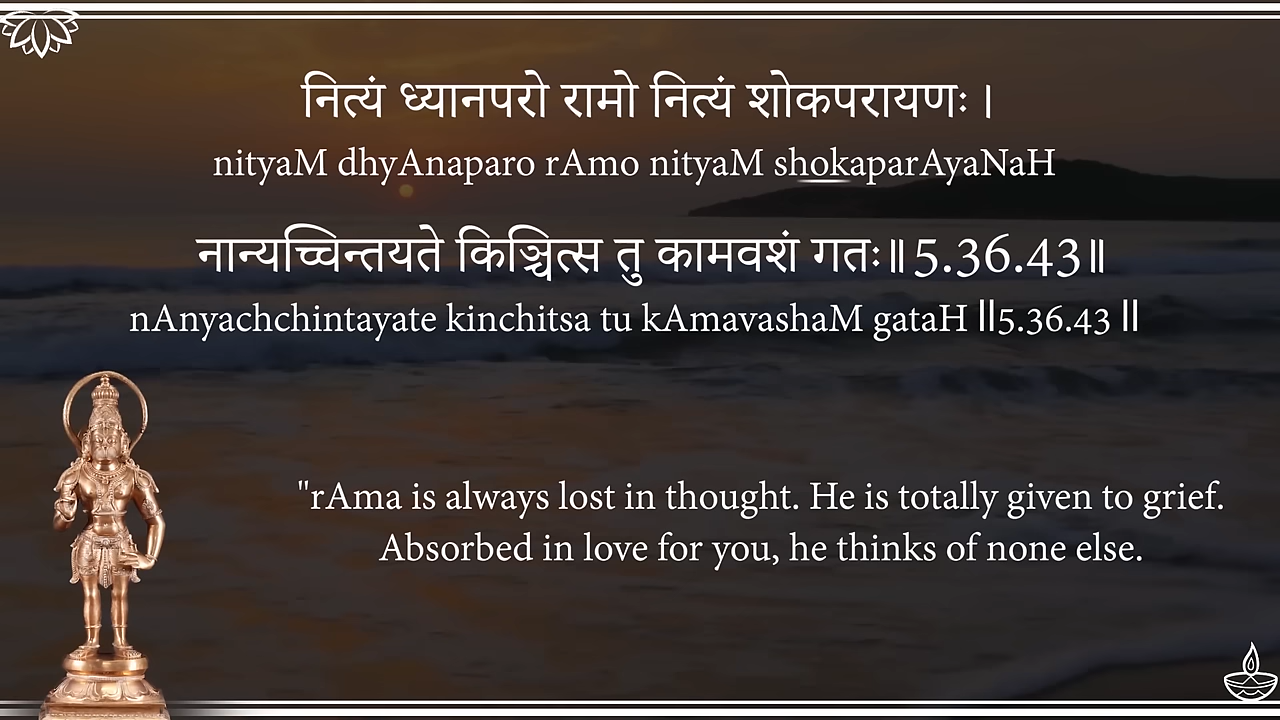 नित्यं ध्यानपरो रामो नित्यं शोकपरायणः ।
nityaM dhyAnaparo rAmo nityaM shokaparAyaNaH
नान्यच्चिन्तयते किञ्चित्स तु कामवशं गतः॥5.36.43॥
nAnyachchintayate kinchitsa tu kAmavashaM gataH ||5.36.43 ||
"rAma is always lost in thought. He is totally given to grief.
Absorbed in love for you, he thinks of none else.